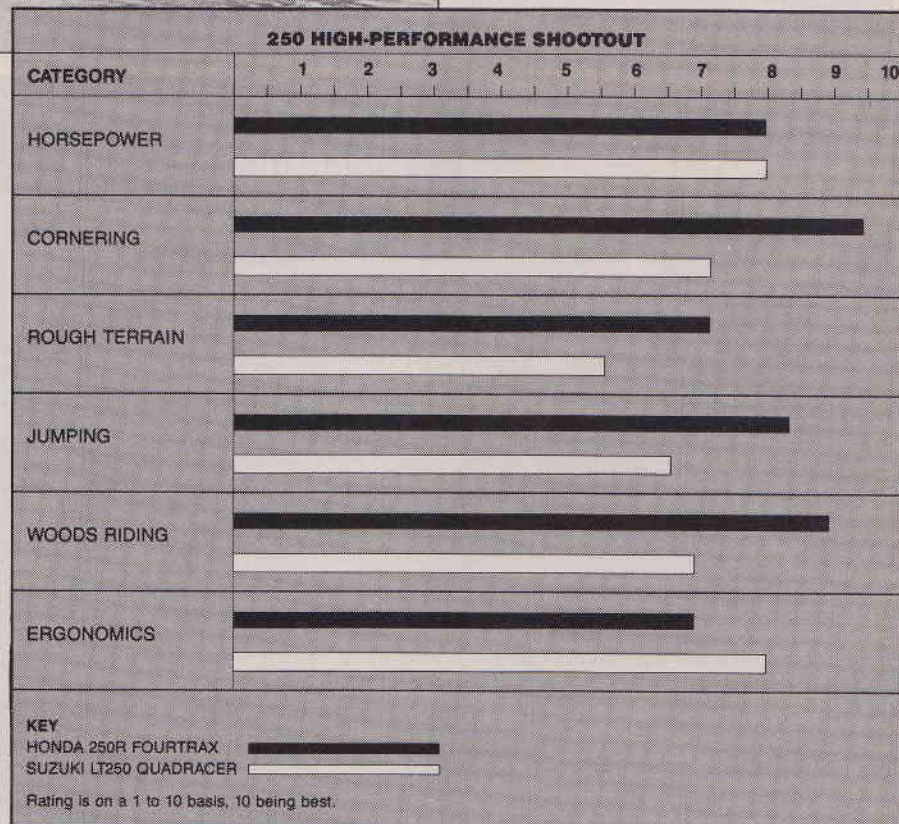 250 HIGH-PERFORMANCE SHOOTOUT
CATEGORY 1 2 3 4 5 6 7 8 9 10
HORSEPOWER
CORNERING
ROUGH TERRAIN
JUMPING
WOODS RIDING
ERGONOMICS
KEY
HONDA 250R FOURTRAX
SUZUKI LT250 QUADRACER
Rating is on a 1 to 10 basis, 10 being best.